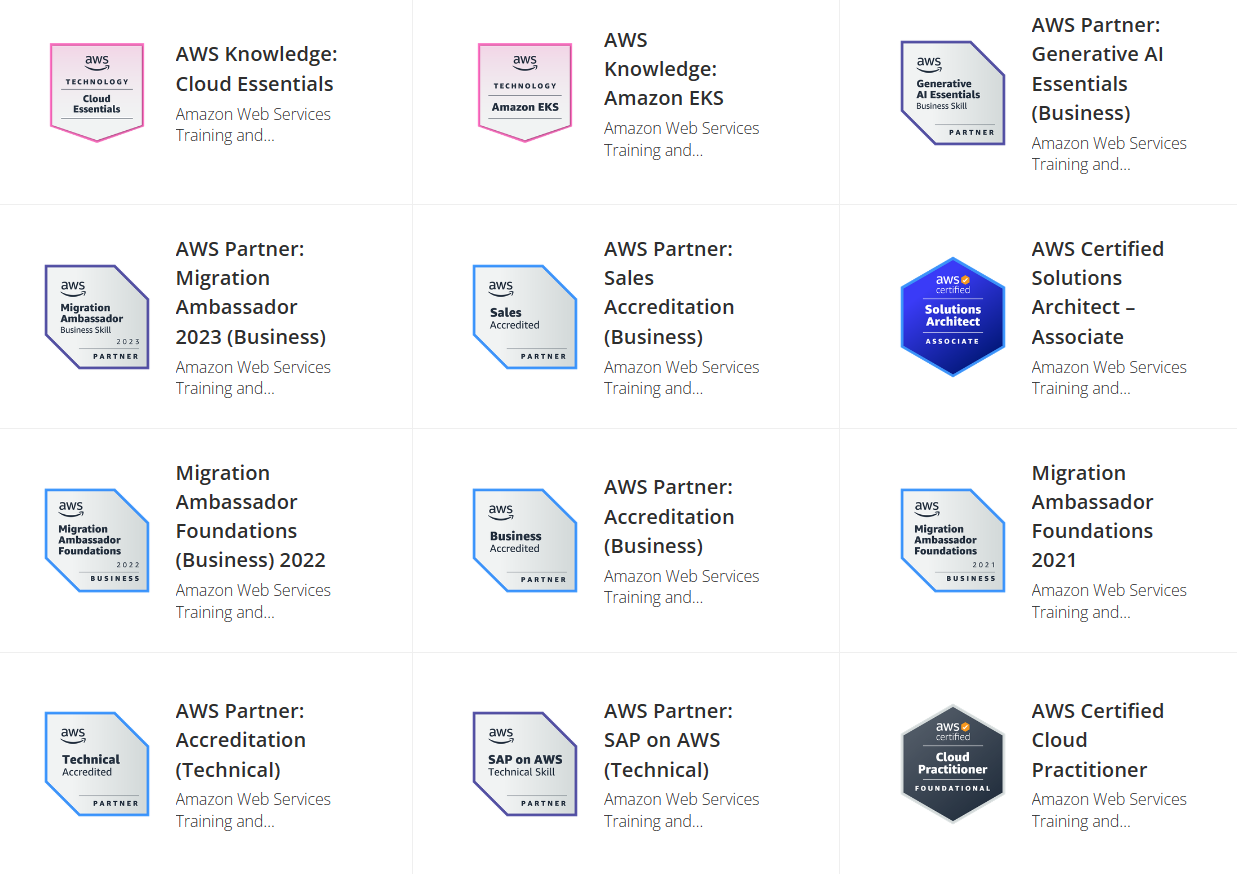 aws
TECHNOLOGY
Cloud
Essentials
AWS Knowledge:
Cloud Essentials
Amazon Web Services
Training and...
aws
TECHNOLOGY
Amazon EKS
AWS
Knowledge:
Amazon EKS
Amazon Web Services
Training and...
aws
Generative
AI Essentials
Business Skill
PARTNER
AWS Partner:
Generative AI
Essentials
(Business)
Amazon Web Services
Training and...
aws
Migration
Ambassador
Business Skill
2023
PARTNER
AWS Partner:
Migration
Ambassador
2023 (Business)
Amazon Web Services
Training and...
aws
Sales
Accredited
PARTNER
AWS Partner:
Sales
Accreditation
(Business)
Amazon Web Services
Training and...
aws
certified
Solutions
Architect
ASSOCIATE
AWS Certified
Solutions
Architect –
Associate
Amazon Web Services
Training and...
aws
Migration
Ambassador
Foundations
2022
BUSINESS
Migration
Ambassador
Foundations
(Business) 2022
Amazon Web Services
Training and...
aws
Business
Accredited
PARTNER
AWS Partner:
Accreditation
(Business)
Amazon Web Services
Training and...
aws
Migration
Ambassador
Foundations
2021
BUSINESS
Migration
Ambassador
Foundations
2021
Amazon Web Services
Training and...
aws
Technical
Accredited
PARTNER
AWS Partner:
Accreditation
(Technical)
Amazon Web Services
Training and...
aws
SAP on AWS
Technical Skill
PARTNER
AWS Partner:
SAP on AWS
(Technical)
Amazon Web Services
Training and...
aws
certified
Cloud
Practitioner
FOUNDATIONAL
AWS Certified
Cloud
Practitioner
Amazon Web Services
Training and...